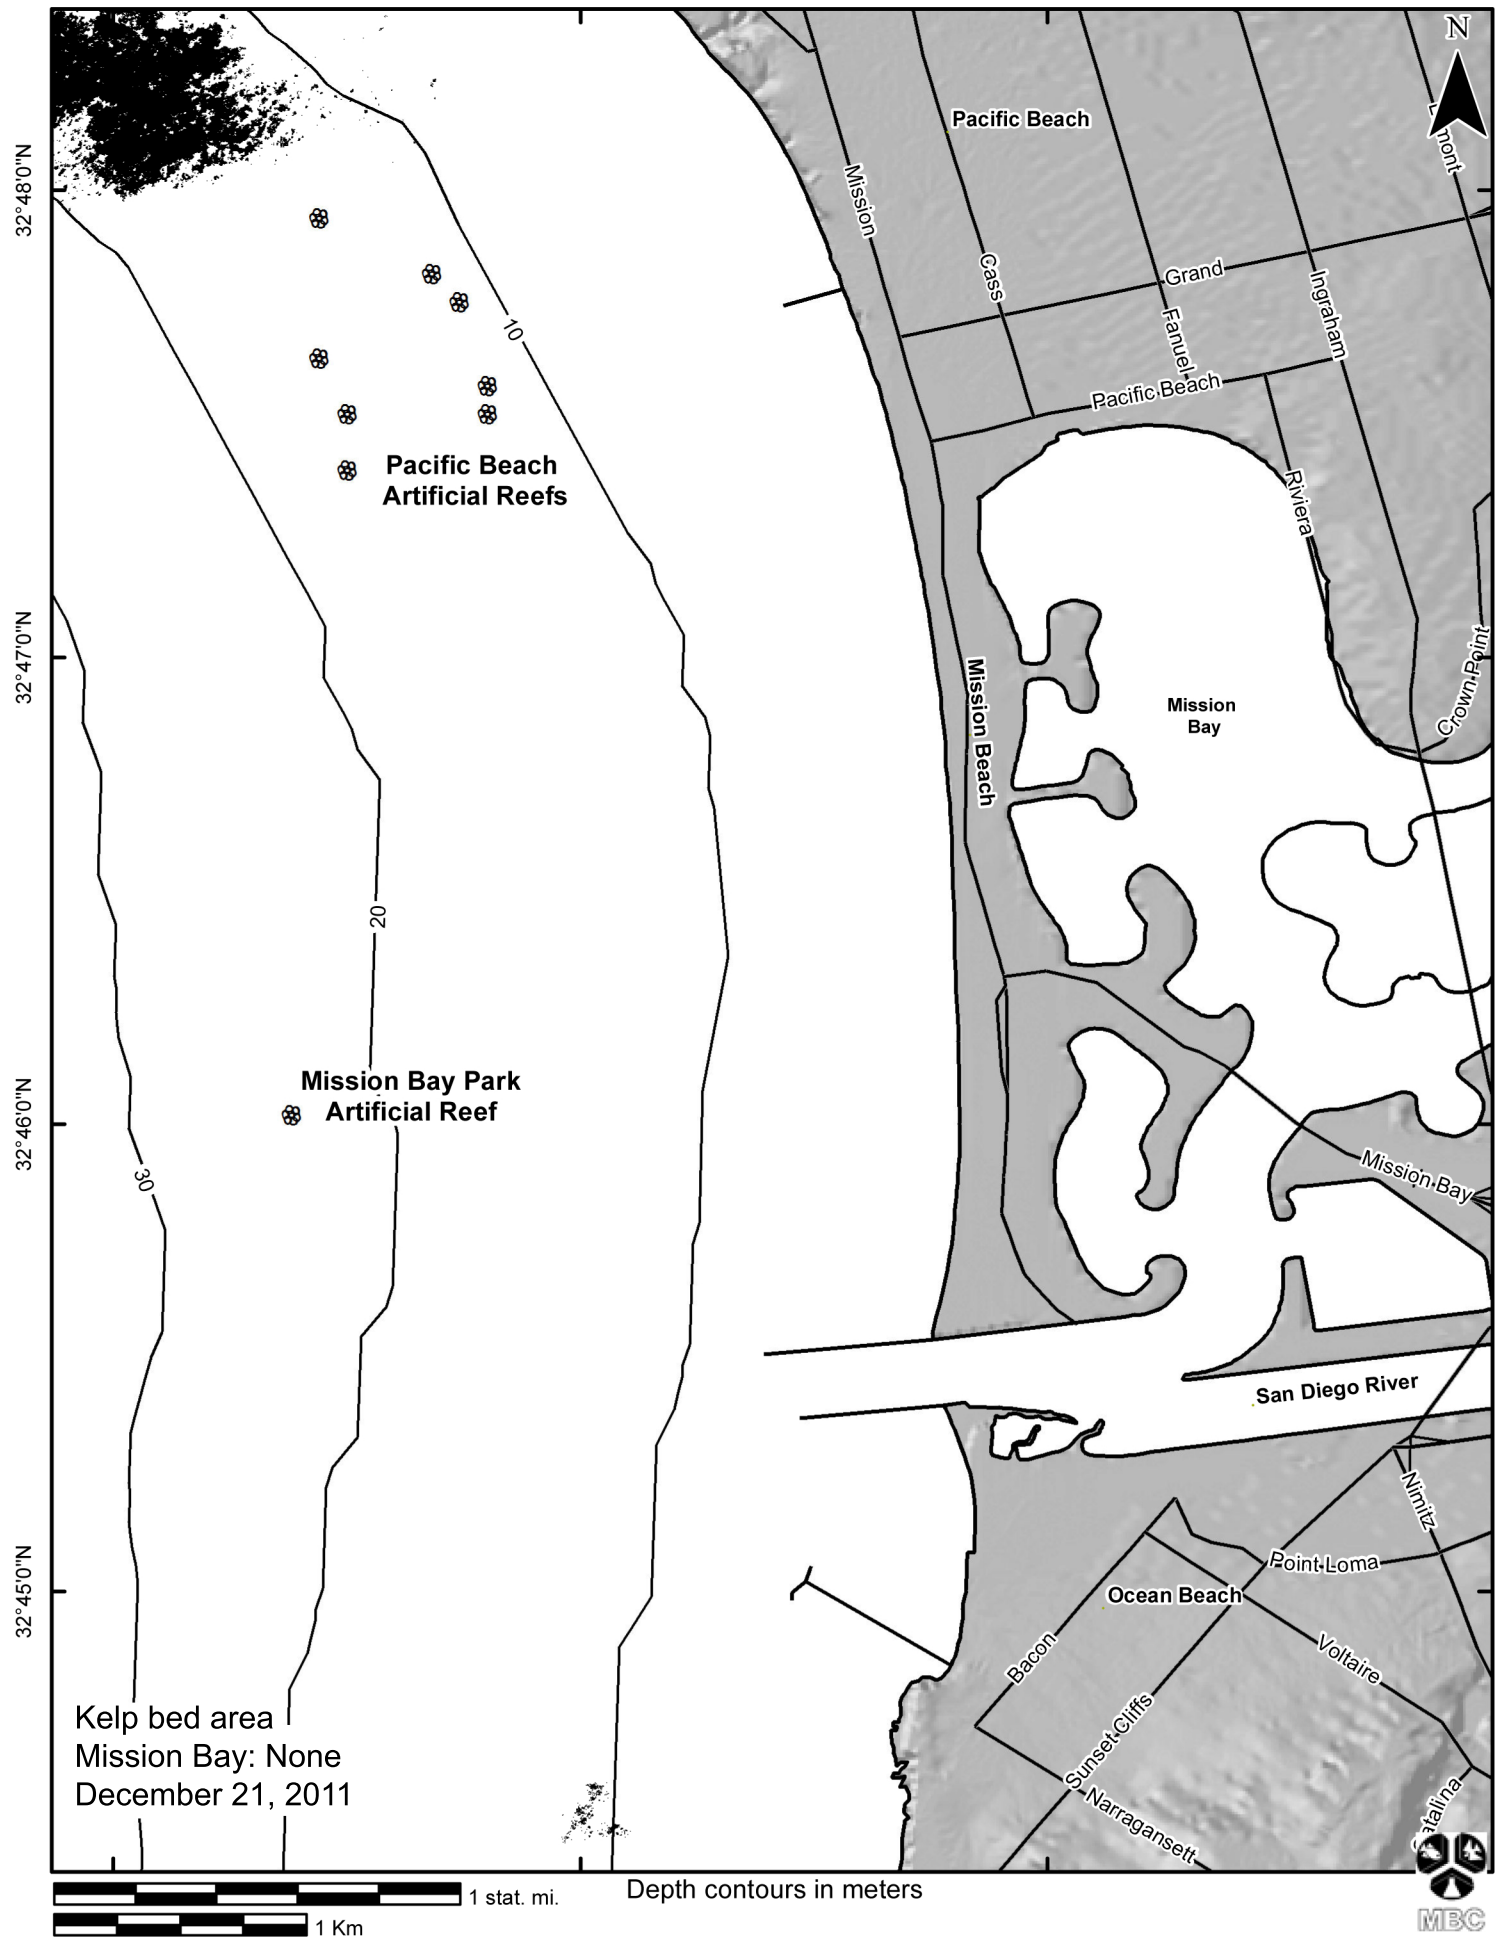 N
Pacific Beach
Mission
Cass
Grand
Fanuel
Ingraham
Pacific Beach
32°48'0"N
10
Pacific Beach
Artificial Reefs
Riviera
32°47'0"N
Mission Beach
Mission
Bay
Crown Point
20
Mission Bay Park
Artificial Reef
32°46'0"N
30
Mission Bay
San Diego River
Nimitz
Point Loma
32°45'0"N
Ocean Beach
Bacon
Voltaire
Sunset Cliffs
Narragansett
Kelp bed area
Mission Bay: None
December 21, 2011
1 stat. mi.
Depth contours in meters
1 Km
MBC